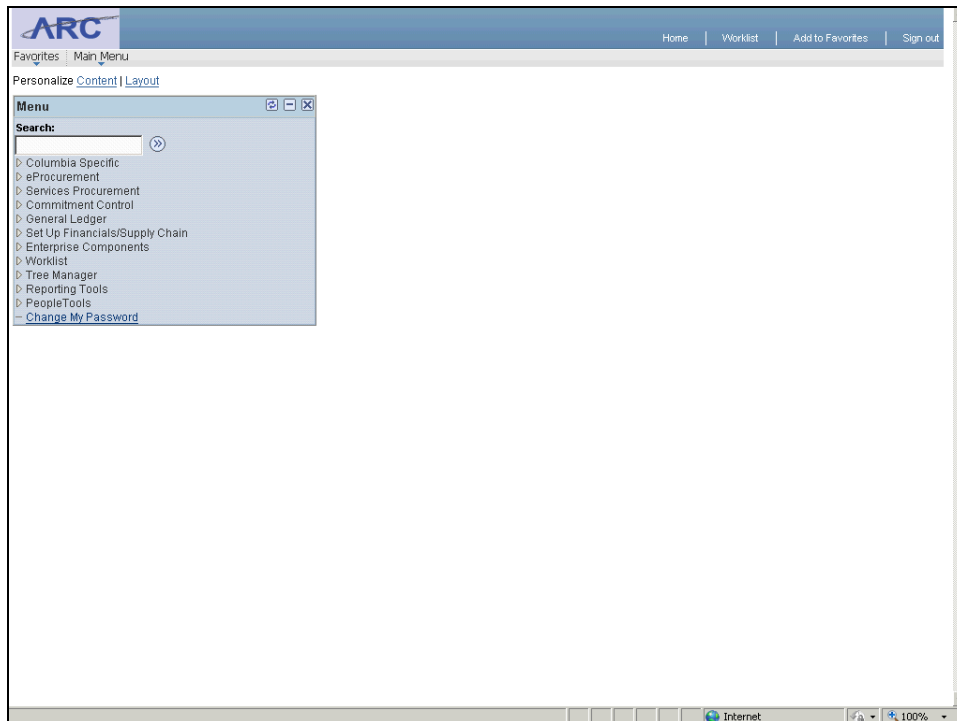 ARC
Home | Worklist | Add to Favorites | Sign out
Favorites Main Menu
Personalize Content | Layout
Menu
Search:
Columbia Specific
eProcurement
Services Procurement
Commitment Control
General Ledger
Set Up Financials/Supply Chain
Enterprise Components
Worklist
Tree Manager
Reporting Tools
PeopleTools
Change My Password
Internet 100%